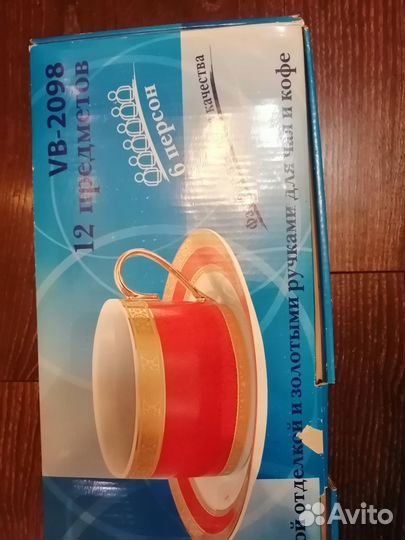 VB-2098
12 предметов
6 персон
качества
ой отделкой и золотыми ручками для чая и кофе
Avito